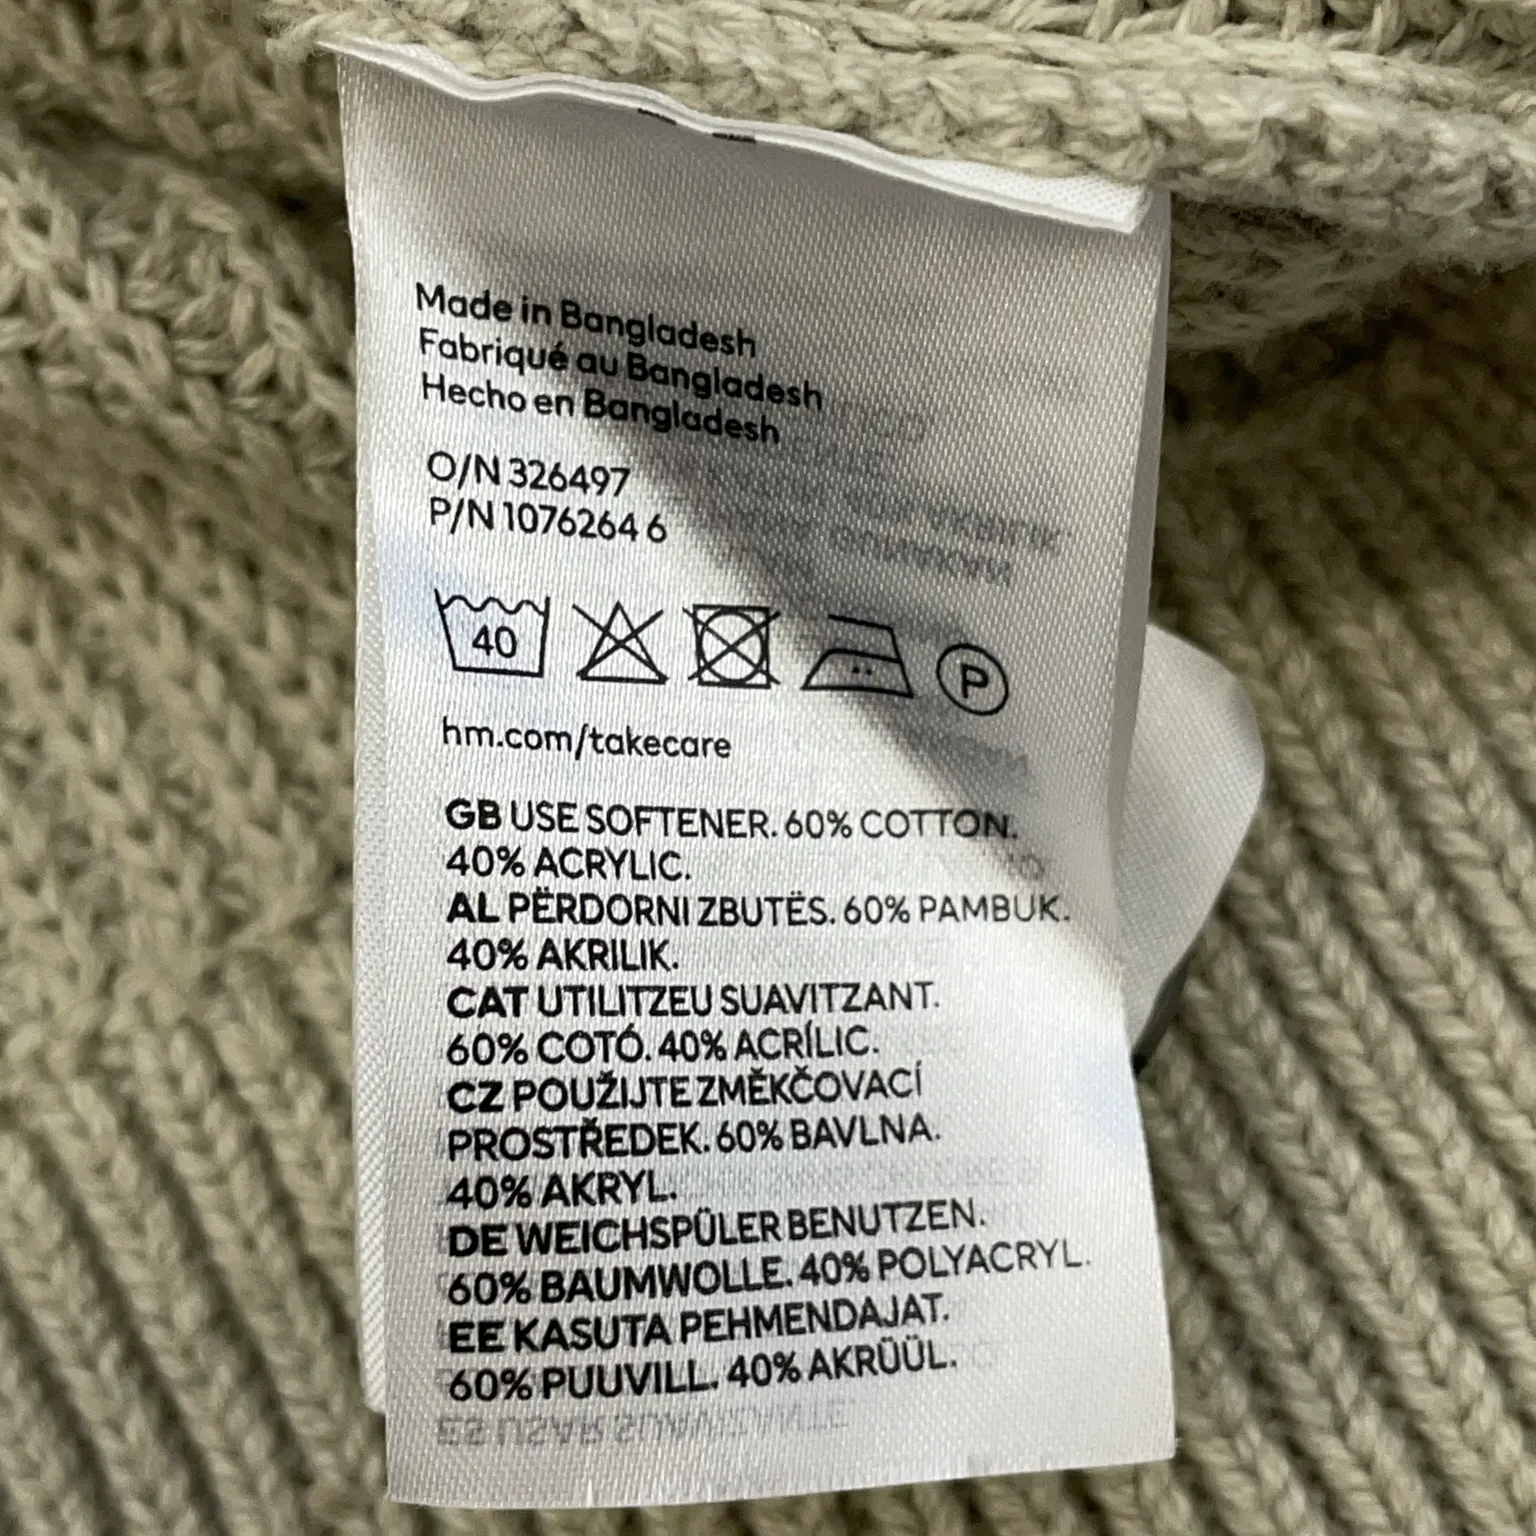 Made in Bangladesh
Fabriqué au Bangladesh
Hecho en Bangladesh
O/N 326497
P/N 1076264 6
40
P
hm.com/takecare
GB USE SOFTENER. 60% COTTON.
40% ACRYLIC.
AL PËRDORNI ZBUTËS. 60% PAMBUK.
40% AKRILIK.
CAT UTILITZEU SUAVITZANT.
60% COTÓ. 40% ACRÍLIC.
CZ POUŽIJTE ZMĚKČOVACÍ
PROSTŘEDEK. 60% BAVLNA.
40% AKRYL.
DE WEICHSPÜLER BENUTZEN.
60% BAUMWOLLE. 40% POLYACRYL.
EE KASUTA PEHMENDAJAT.
60% PUUVILL. 40% AKRÜÜL.